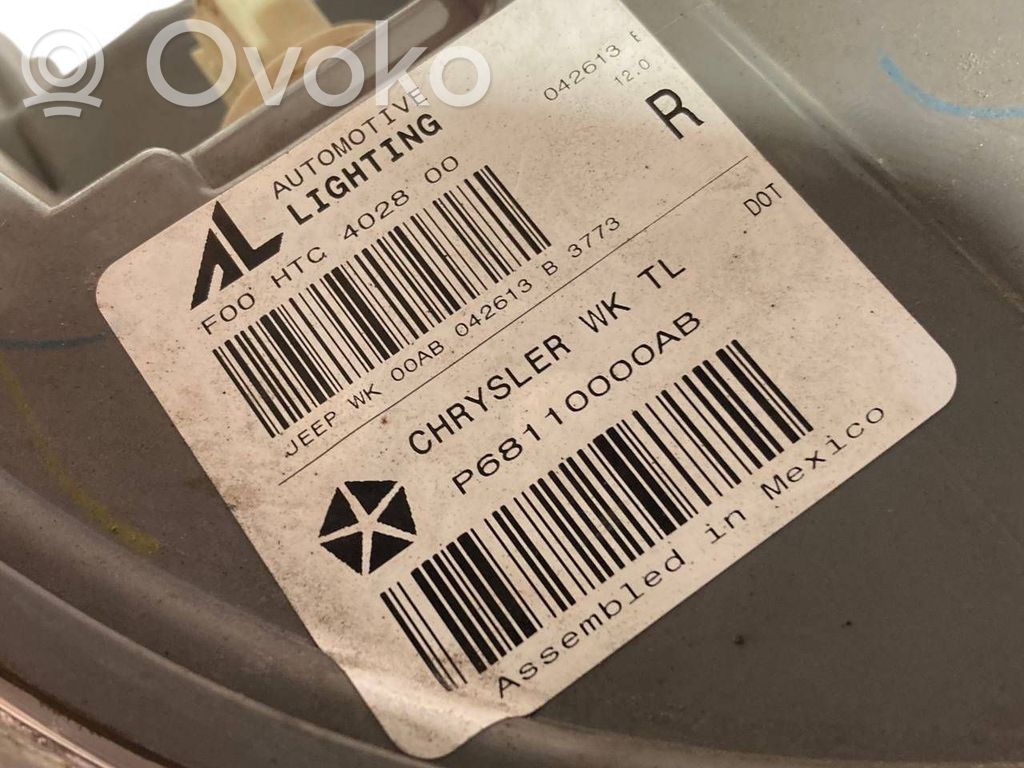 Ovoko
AUTOMOTIVE
LIGHTING
042613 E
12.0
R
F00 HTC 4028 00
JEEP WK 00AB 042613 B 3773
DOT
CHRYSLER WK TL
P68110000AB
Assembled in Mexico